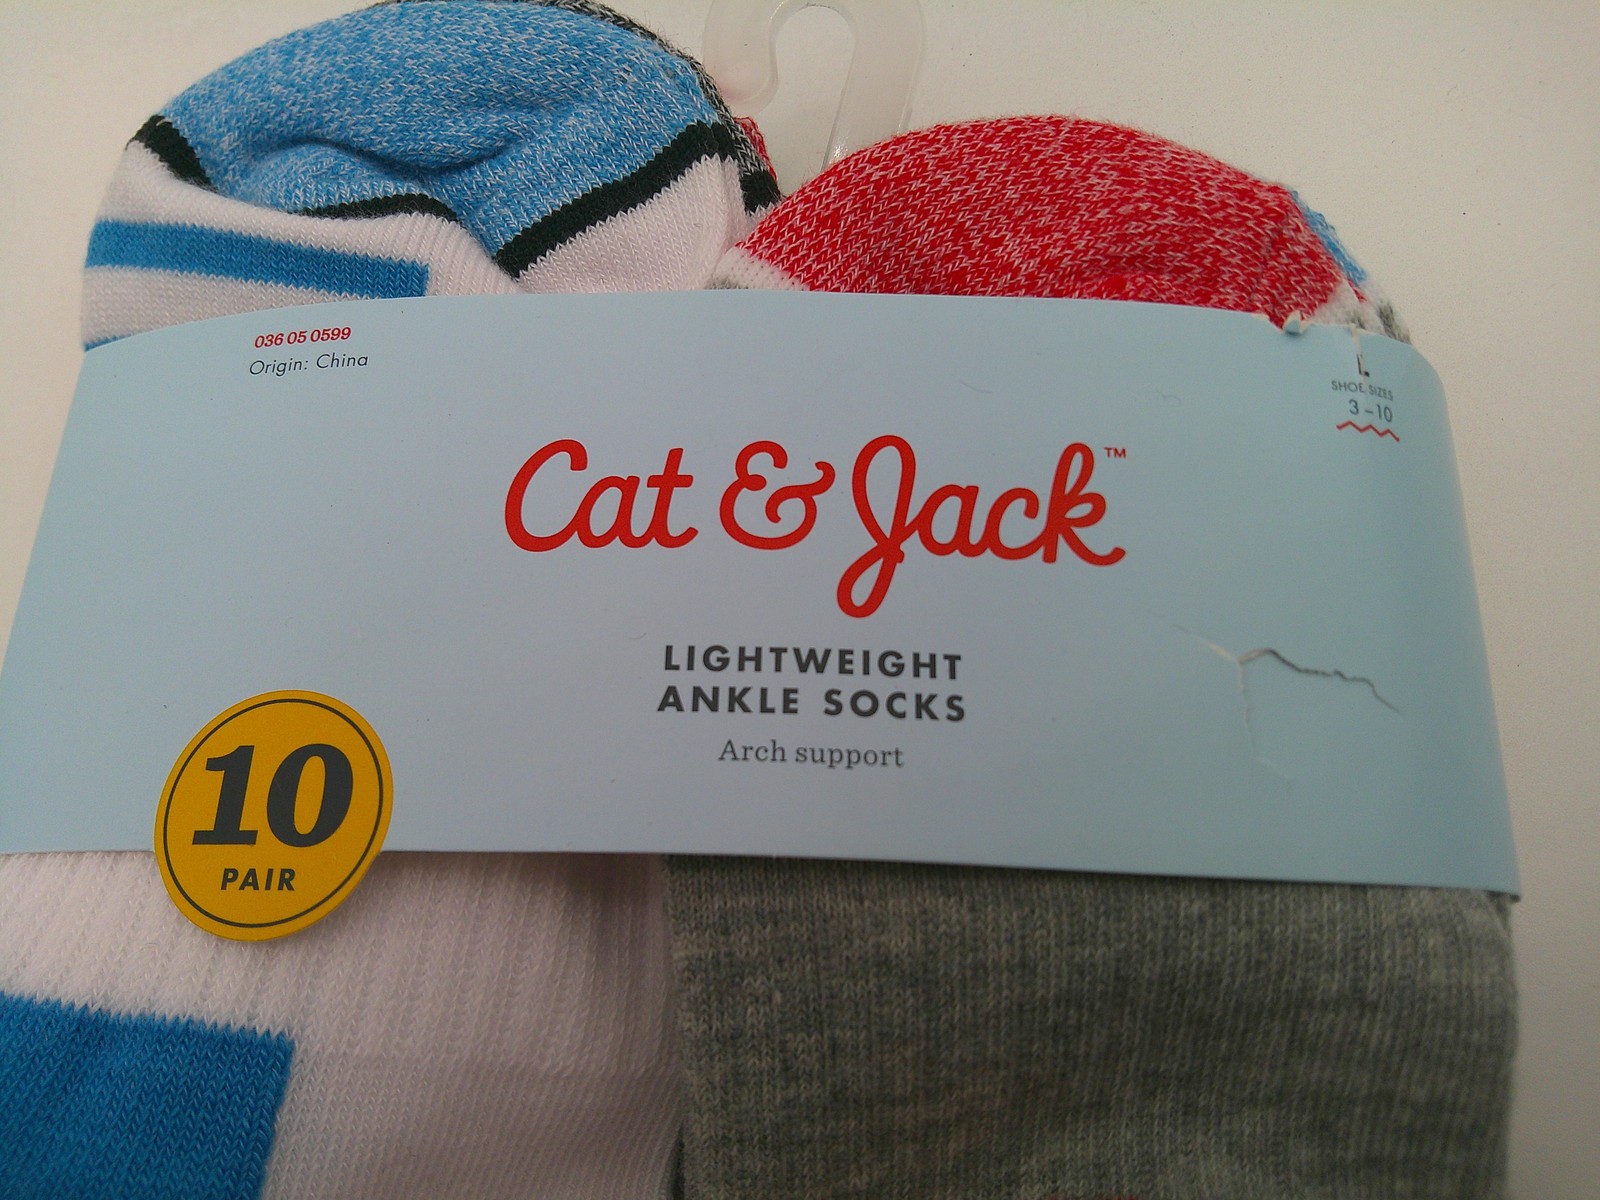 036 05 0599
Origin: China
L
SHOE SIZES
3-10
Cat & Jack™
LIGHTWEIGHT
ANKLE SOCKS
Arch support
10
PAIR